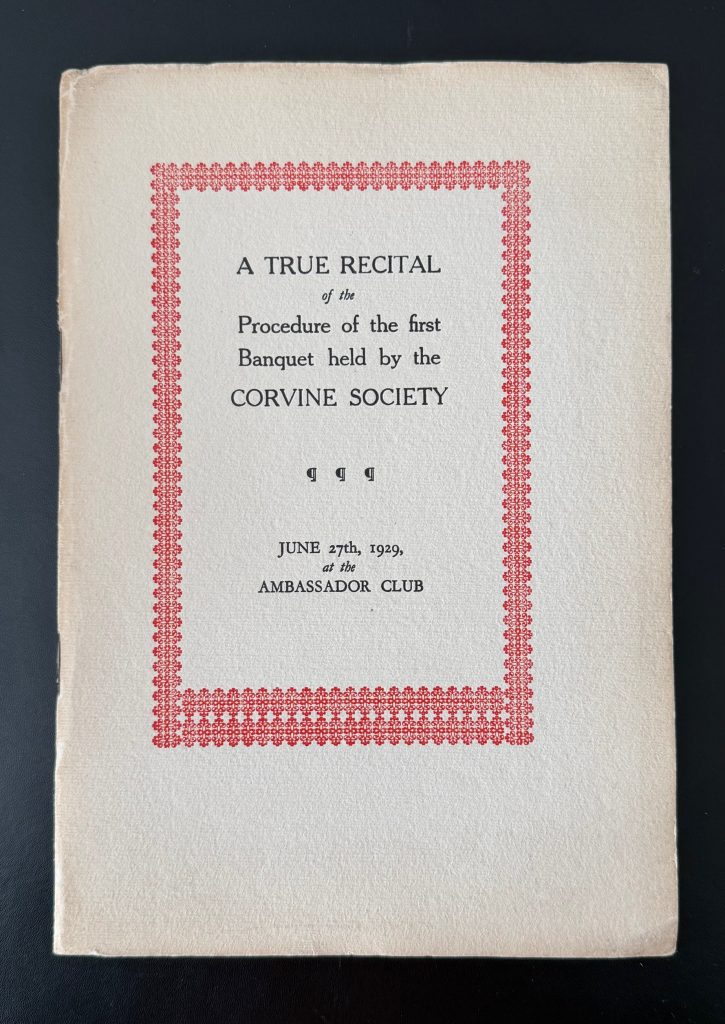 A TRUE RECITAL
of the
Procedure of the first
Banquet held by the
CORVINE SOCIETY
¶ ¶ ¶
JUNE 27th, 1929,
at the
AMBASSADOR CLUB